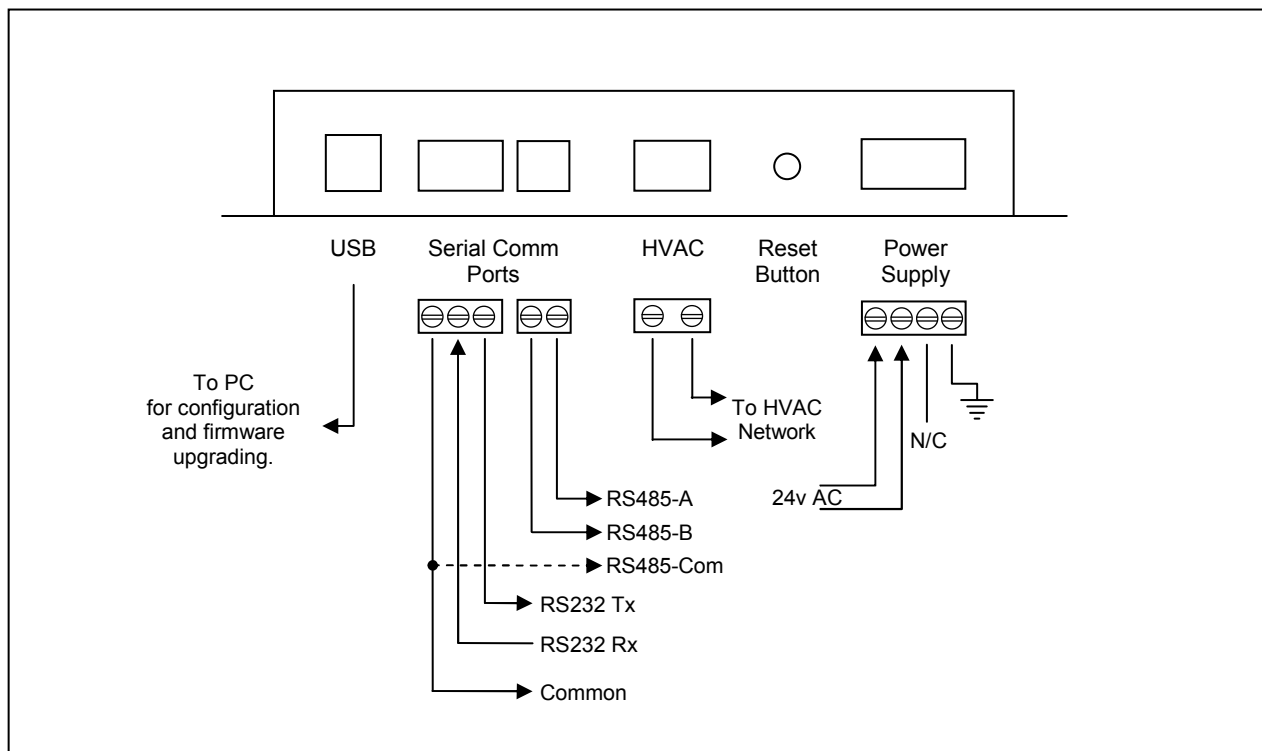 USB
Serial Comm
Ports
HVAC
Reset
Button
Power
Supply
To PC
for configuration
and firmware
upgrading.
To HVAC
Network
N/C
24v AC
RS485-A
RS485-B
RS485-Com
RS232 Tx
RS232 Rx
Common